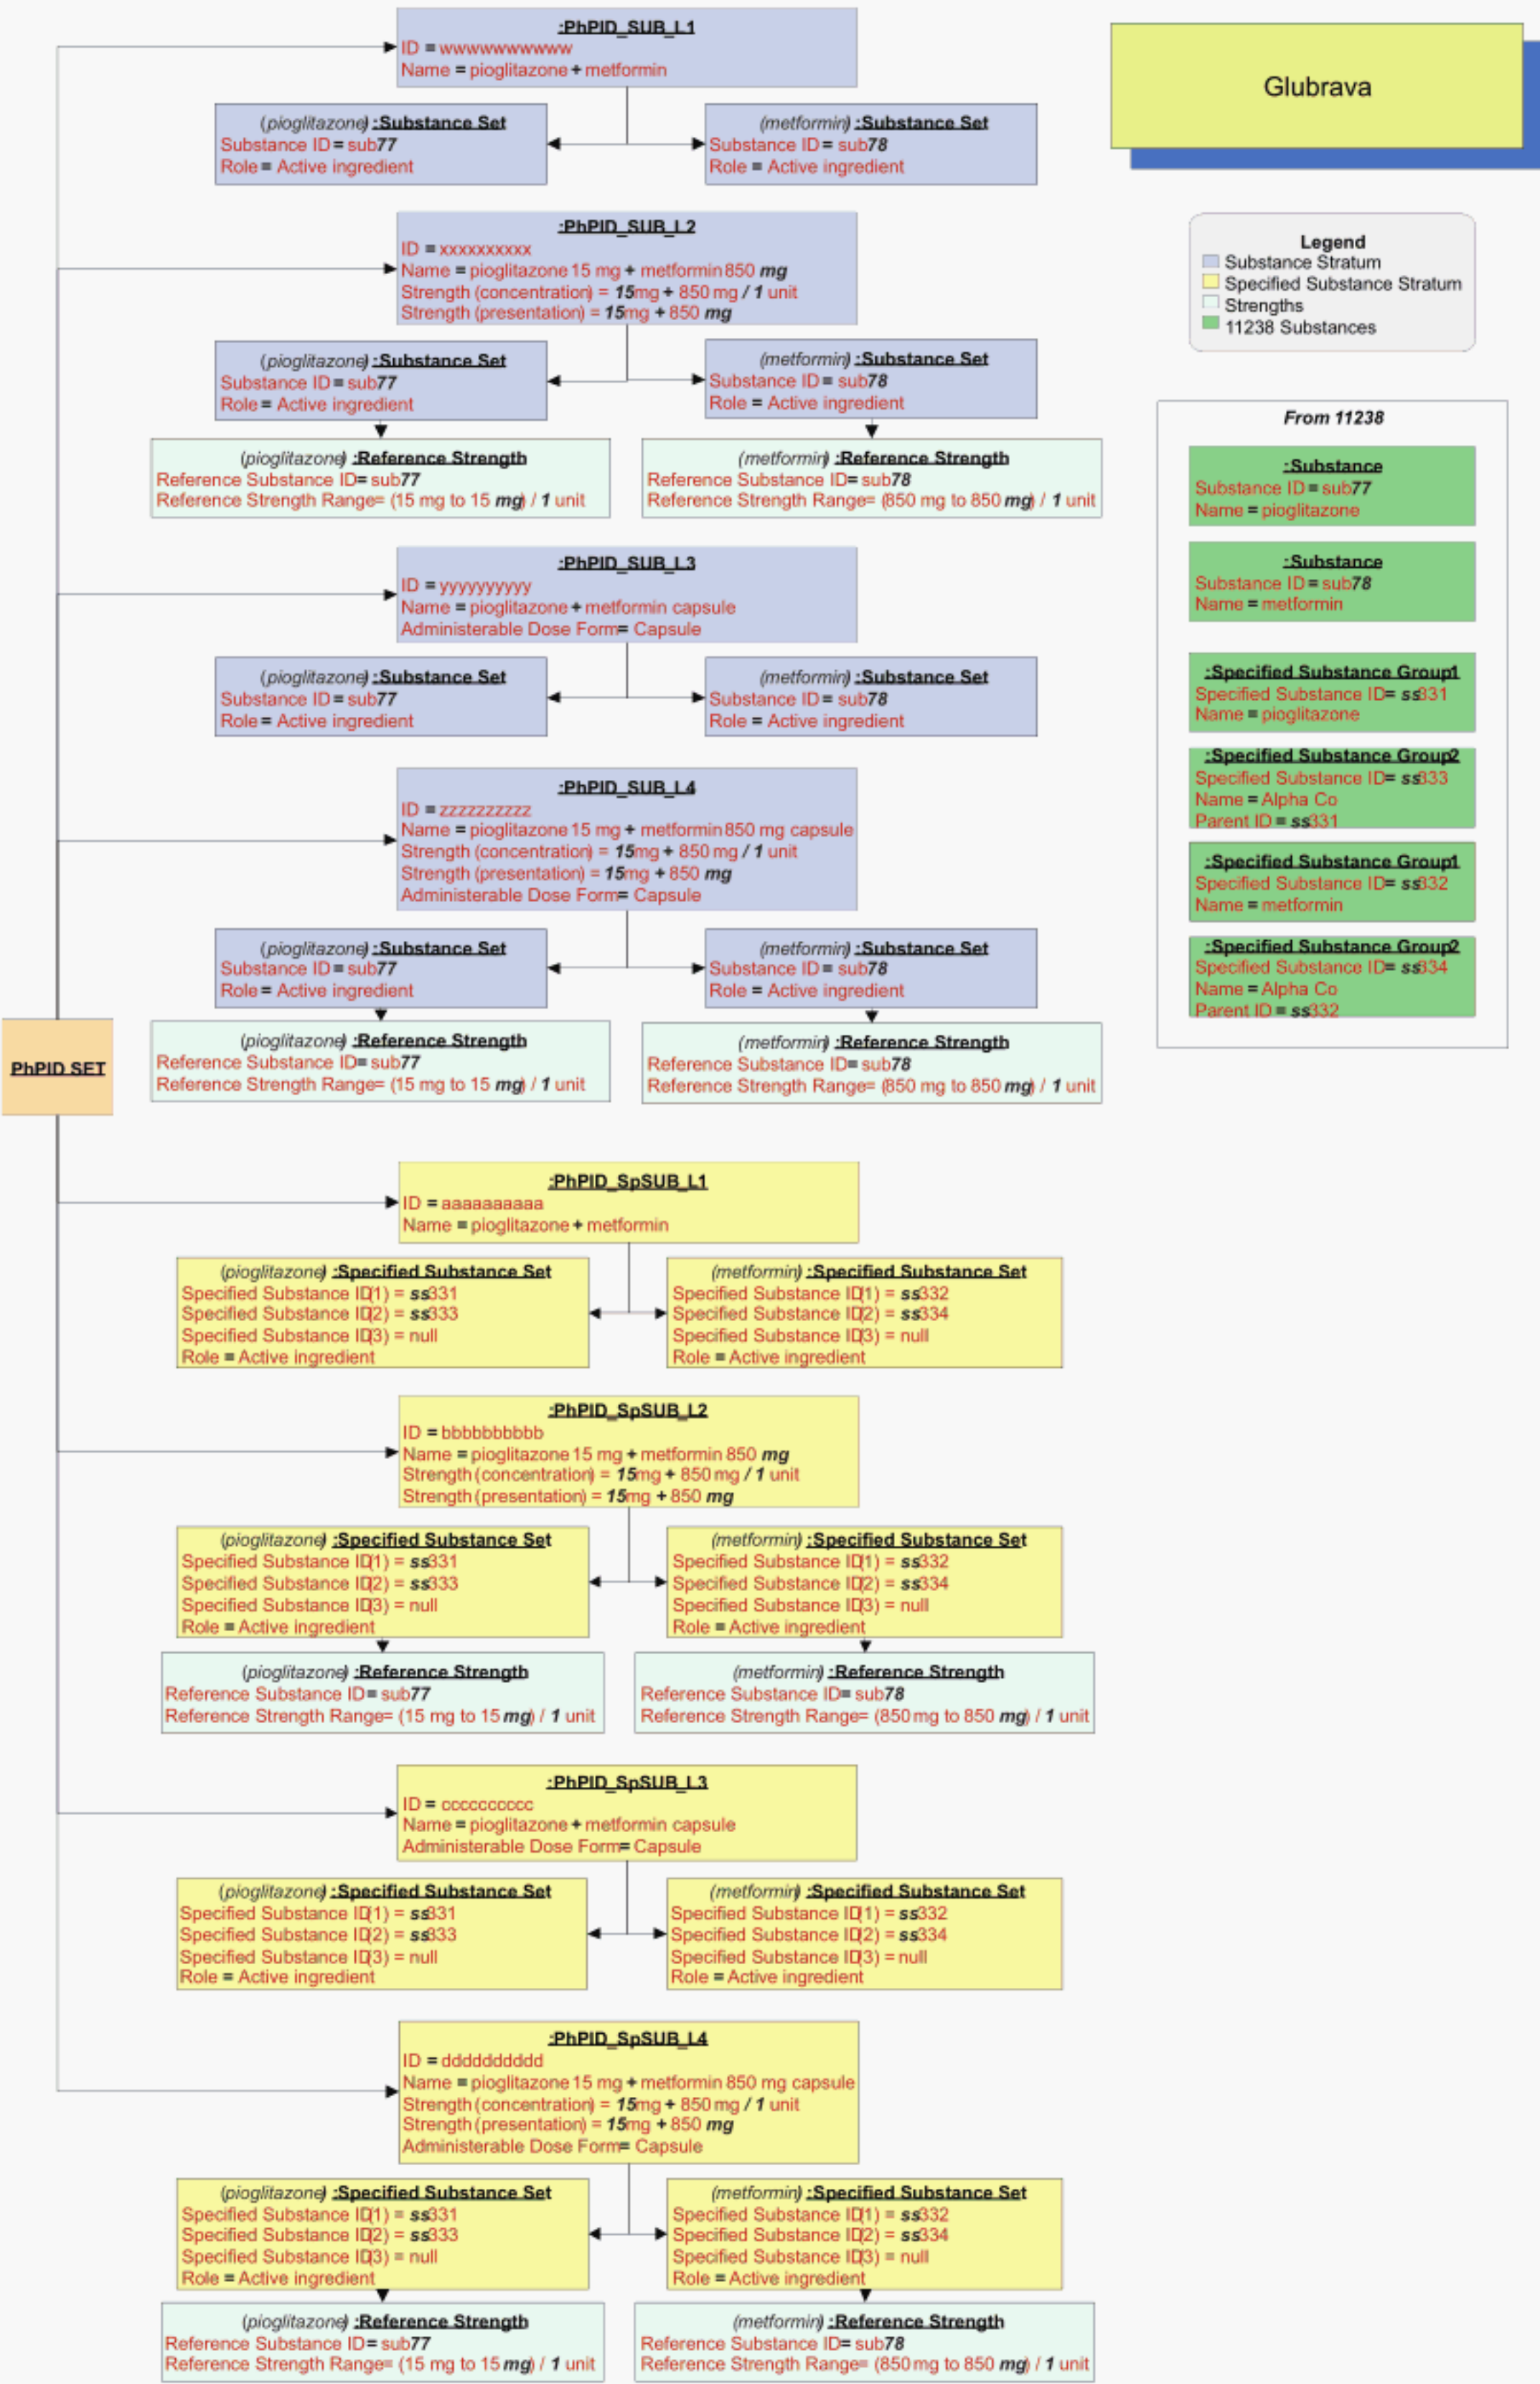 :PhPID_SUB_L1
ID = wwwwwwwwww
Name = pioglitazone + metformin
(pioglitazone) :Substance Set
Substance ID = sub77
Role = Active ingredient
(metformin) :Substance Set
Substance ID = sub78
Role = Active ingredient
:PhPID_SUB_L2
ID = xxxxxxxxxx
Name = pioglitazone 15 mg + metformin 850 mg
Strength (concentration) = 15mg + 850 mg / 1 unit
Strength (presentation) = 15mg + 850 mg
(pioglitazone) :Substance Set
Substance ID = sub77
Role = Active ingredient
(metformin) :Substance Set
Substance ID = sub78
Role = Active ingredient
(pioglitazone) :Reference Strength
Reference Substance ID= sub77
Reference Strength Range= (15 mg to 15 mg) / 1 unit
(metformin) :Reference Strength
Reference Substance ID= sub78
Reference Strength Range= (850 mg to 850 mg) / 1 unit
:PhPID_SUB_L3
ID = yyyyyyyyyy
Name = pioglitazone + metformin capsule
Administerable Dose Form= Capsule
(pioglitazone) :Substance Set
Substance ID = sub77
Role = Active ingredient
(metformin) :Substance Set
Substance ID = sub78
Role = Active ingredient
:PhPID_SUB_L4
ID = zzzzzzzzzz
Name = pioglitazone 15 mg + metformin 850 mg capsule
Strength (concentration) = 15mg + 850 mg / 1 unit
Strength (presentation) = 15mg + 850 mg
Administerable Dose Form= Capsule
(pioglitazone) :Substance Set
Substance ID = sub77
Role = Active ingredient
(metformin) :Substance Set
Substance ID = sub78
Role = Active ingredient
(pioglitazone) :Reference Strength
Reference Substance ID= sub77
Reference Strength Range= (15 mg to 15 mg) / 1 unit
(metformin) :Reference Strength
Reference Substance ID= sub78
Reference Strength Range= (850 mg to 850 mg) / 1 unit
PhPID SET
:PhPID_SpSUB_L1
ID = aaaaaaaaaa
Name = pioglitazone + metformin
(pioglitazone) :Specified Substance Set
Specified Substance ID(1) = ss331
Specified Substance ID(2) = ss333
Specified Substance ID(3) = null
Role = Active ingredient
(metformin) :Specified Substance Set
Specified Substance ID(1) = ss332
Specified Substance ID(2) = ss334
Specified Substance ID(3) = null
Role = Active ingredient
:PhPID_SpSUB_L2
ID = bbbbbbbbbb
Name = pioglitazone 15 mg + metformin 850 mg
Strength (concentration) = 15mg + 850 mg / 1 unit
Strength (presentation) = 15mg + 850 mg
(pioglitazone) :Specified Substance Set
Specified Substance ID(1) = ss331
Specified Substance ID(2) = ss333
Specified Substance ID(3) = null
Role = Active ingredient
(metformin) :Specified Substance Set
Specified Substance ID(1) = ss332
Specified Substance ID(2) = ss334
Specified Substance ID(3) = null
Role = Active ingredient
(pioglitazone) :Reference Strength
Reference Substance ID= sub77
Reference Strength Range= (15 mg to 15 mg) / 1 unit
(metformin) :Reference Strength
Reference Substance ID= sub78
Reference Strength Range= (850 mg to 850 mg) / 1 unit
:PhPID_SpSUB_L3
ID = cccccccccc
Name = pioglitazone + metformin capsule
Administerable Dose Form= Capsule
(pioglitazone) :Specified Substance Set
Specified Substance ID(1) = ss331
Specified Substance ID(2) = ss333
Specified Substance ID(3) = null
Role = Active ingredient
(metformin) :Specified Substance Set
Specified Substance ID(1) = ss332
Specified Substance ID(2) = ss334
Specified Substance ID(3) = null
Role = Active ingredient
:PhPID_SpSUB_L4
ID = dddddddddd
Name = pioglitazone 15 mg + metformin 850 mg capsule
Strength (concentration) = 15mg + 850 mg / 1 unit
Strength (presentation) = 15mg + 850 mg
Administerable Dose Form= Capsule
(pioglitazone) :Specified Substance Set
Specified Substance ID(1) = ss331
Specified Substance ID(2) = ss333
Specified Substance ID(3) = null
Role = Active ingredient
(metformin) :Specified Substance Set
Specified Substance ID(1) = ss332
Specified Substance ID(2) = ss334
Specified Substance ID(3) = null
Role = Active ingredient
(pioglitazone) :Reference Strength
Reference Substance ID= sub77
Reference Strength Range= (15 mg to 15 mg) / 1 unit
(metformin) :Reference Strength
Reference Substance ID= sub78
Reference Strength Range= (850 mg to 850 mg) / 1 unit
Glubrava
Legend
Substance Stratum
Specified Substance Stratum
Strengths
11238 Substances
From 11238
:Substance
Substance ID = sub77
Name = pioglitazone
:Substance
Substance ID = sub78
Name = metformin
:Specified Substance Group1
Specified Substance ID= ss331
Name = pioglitazone
:Specified Substance Group2
Specified Substance ID= ss333
Name = Alpha Co
Parent ID = ss331
:Specified Substance Group1
Specified Substance ID= ss332
Name = metformin
:Specified Substance Group2
Specified Substance ID= ss334
Name = Alpha Co
Parent ID = ss332